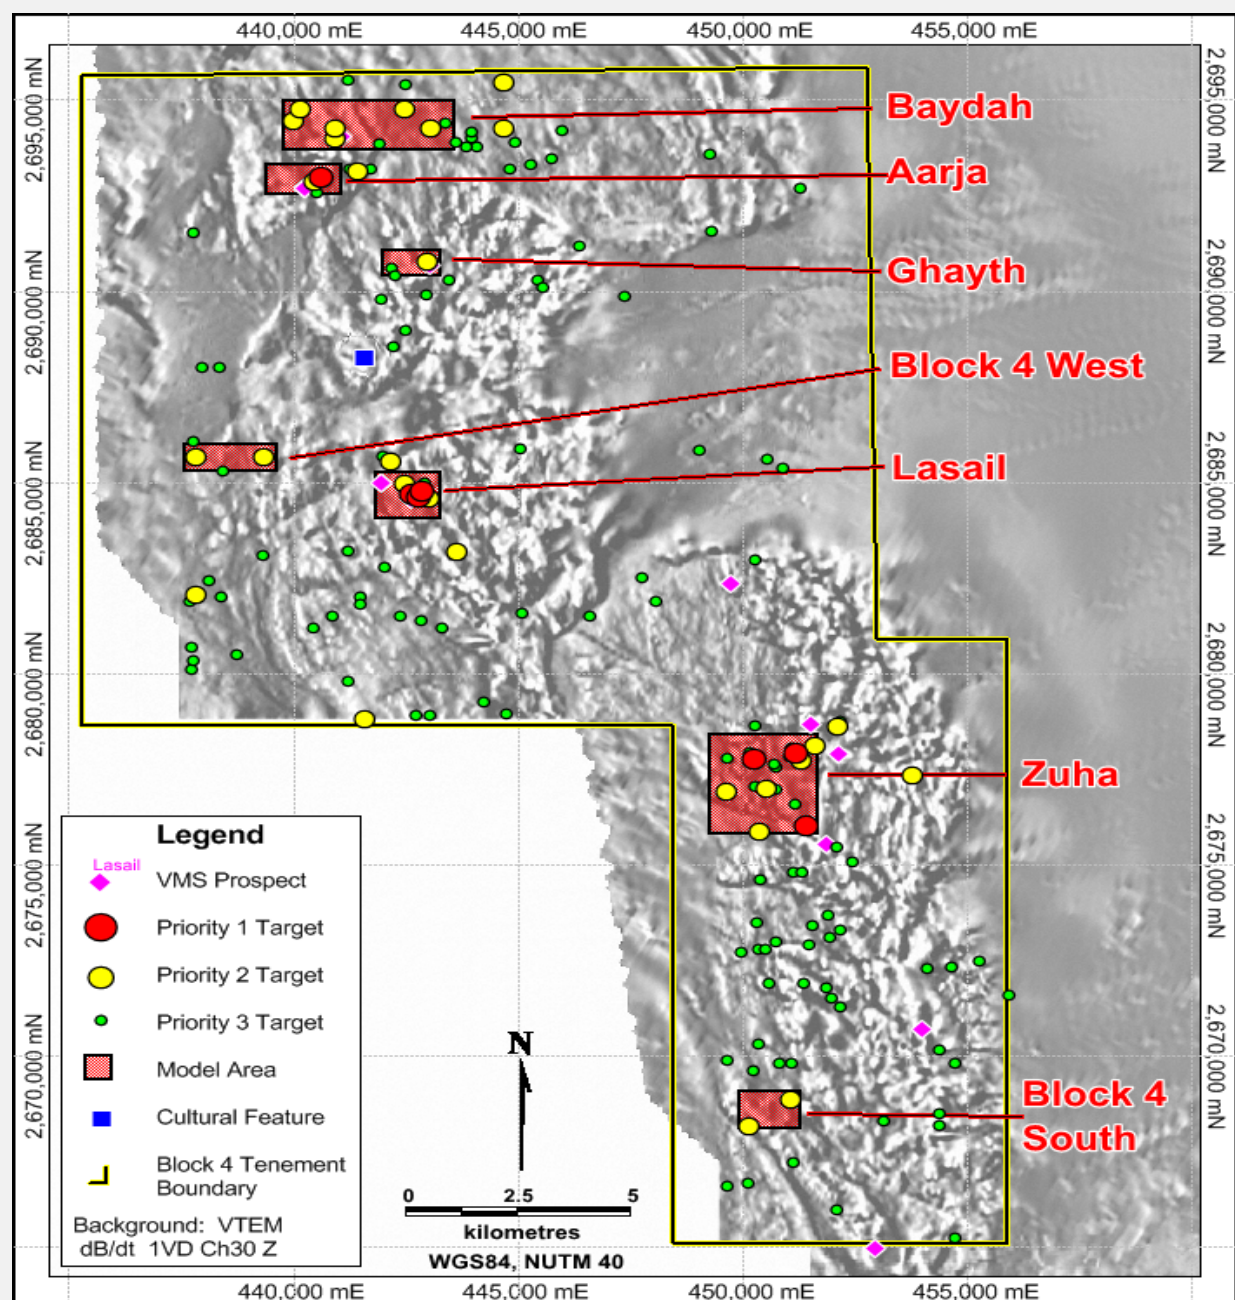 440,000 mE 445,000 mE 450,000 mE 455,000 mE
2,695,000 mN
2,690,000 mN
2,685,000 mN
2,680,000 mN
2,675,000 mN
2,670,000 mN
2,695,000 mN
2,690,000 mN
2,685,000 mN
2,680,000 mN
2,675,000 mN
2,670,000 mN
Baydah
Aarja
Ghayth
Block 4 West
Lasail
Zuha
Block 4
South
Legend
Lasail
VMS Prospect
Priority 1 Target
Priority 2 Target
Priority 3 Target
Model Area
Cultural Feature
Block 4 Tenement
Boundary
Background: VTEM
dB/dt 1VD Ch30 Z
N
0 2.5 5
kilometres
WGS84, NUTM 40
440,000 mE 445,000 mE 450,000 mE 455,000 mE